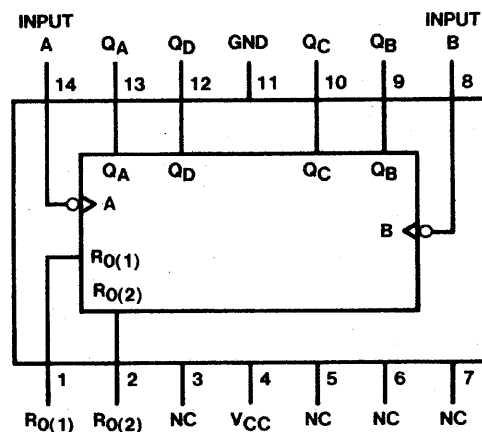 INPUT INPUT
A QA QD GND QC QB B
14 13 12 11 10 9 8
QA QD QC QB
A
B
R0(1)
R0(2)
1 2 3 4 5 6 7
R0(1) R0(2) NC VCC NC NC NC